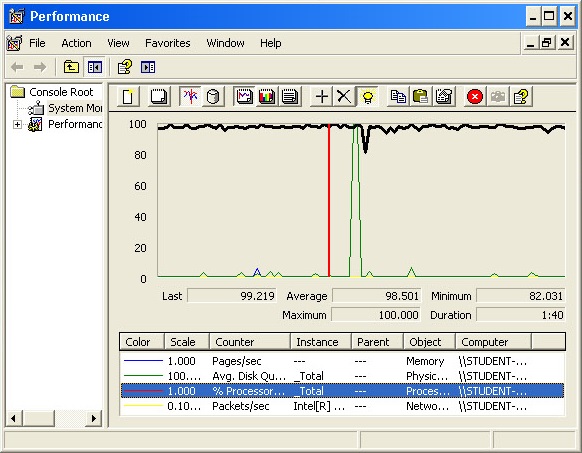 Performance
File Action View Favorites Window Help
Console Root
System Mo
Performanc
100
80
60
40
20
0
Last 99.219 Average 98.501 Minimum 82.031
Maximum 100.000 Duration 1:40
Color Scale Counter Instance Parent Object Computer
1.000 Pages/sec --- --- Memory \\STUDENT-...
100.... Avg. Disk Qu... _Total --- Physic... \\STUDENT-...
1.000 % Processor... _Total --- Proces... \\STUDENT-...
0.10... Packets/sec Intel[R] ... --- Netwo... \\STUDENT-...